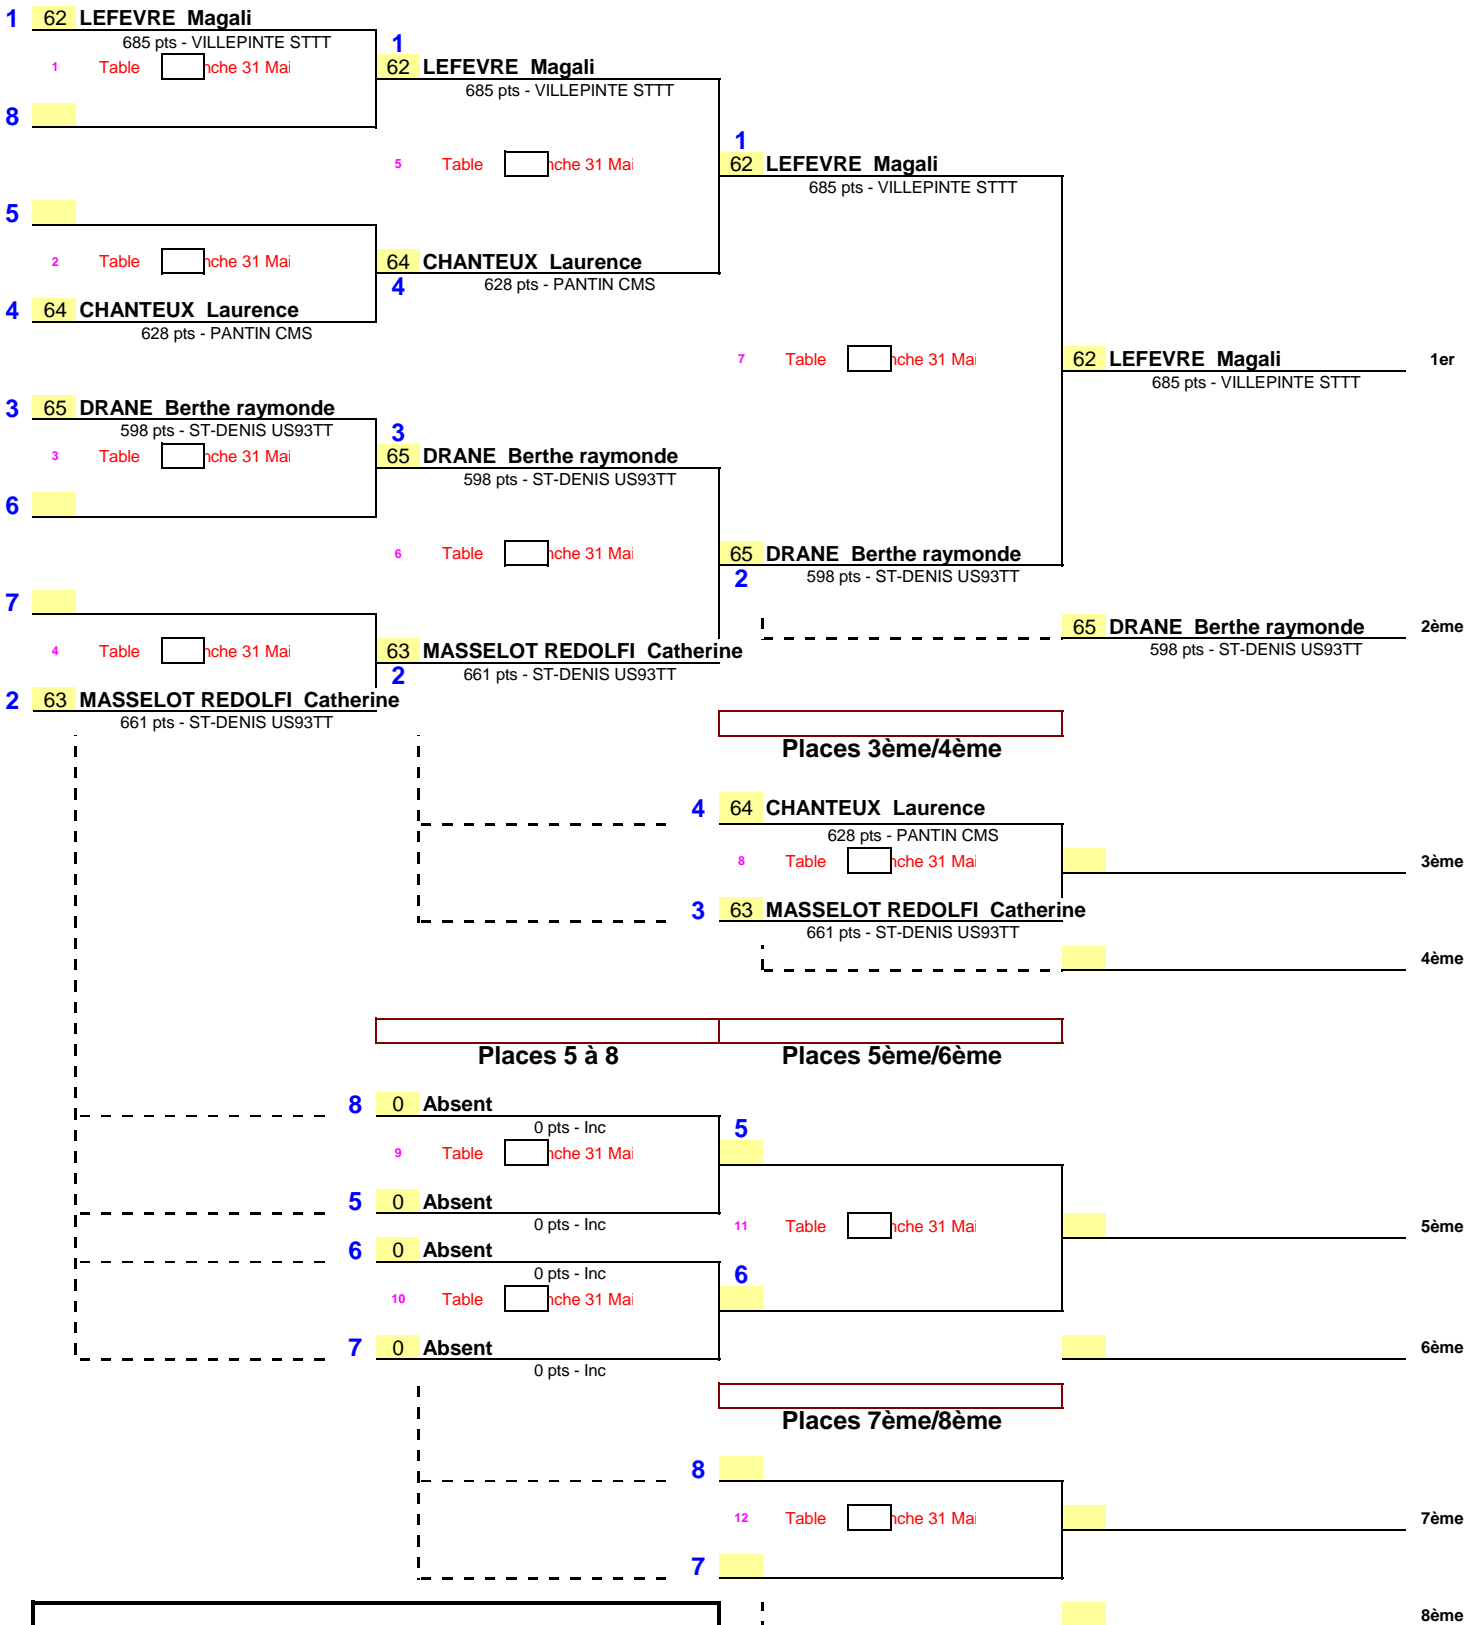 1 62 LEFEVRE Magali
685 pts - VILLEPINTE STTT
1
1 Table nche 31 Mai
62 LEFEVRE Magali
685 pts - VILLEPINTE STTT
8
1
5 Table nche 31 Mai
62 LEFEVRE Magali
685 pts - VILLEPINTE STTT
5
2 Table nche 31 Mai
64 CHANTEUX Laurence
4 628 pts - PANTIN CMS
4 64 CHANTEUX Laurence
628 pts - PANTIN CMS
7 Table nche 31 Mai
62 LEFEVRE Magali 1er
685 pts - VILLEPINTE STTT
3 65 DRANE Berthe raymonde
598 pts - ST-DENIS US93TT
3
3 Table nche 31 Mai
65 DRANE Berthe raymonde
598 pts - ST-DENIS US93TT
6
6 Table nche 31 Mai
65 DRANE Berthe raymonde
2 598 pts - ST-DENIS US93TT
7
65 DRANE Berthe raymonde 2ème
598 pts - ST-DENIS US93TT
4 Table nche 31 Mai
63 MASSELOT REDOLFI Catherine
2 661 pts - ST-DENIS US93TT
2 63 MASSELOT REDOLFI Catherine
661 pts - ST-DENIS US93TT
Places 3ème/4ème
4 64 CHANTEUX Laurence
628 pts - PANTIN CMS
8 Table nche 31 Mai
3ème
3 63 MASSELOT REDOLFI Catherine
661 pts - ST-DENIS US93TT
4ème
Places 5 à 8 Places 5ème/6ème
8 0 Absent
0 pts - Inc
5
9 Table nche 31 Mai
5 0 Absent
0 pts - Inc
11 Table nche 31 Mai
5ème
6 0 Absent
0 pts - Inc
6
10 Table nche 31 Mai
7 0 Absent
0 pts - Inc
6ème
Places 7ème/8ème
8
12 Table nche 31 Mai
7ème
7
8ème